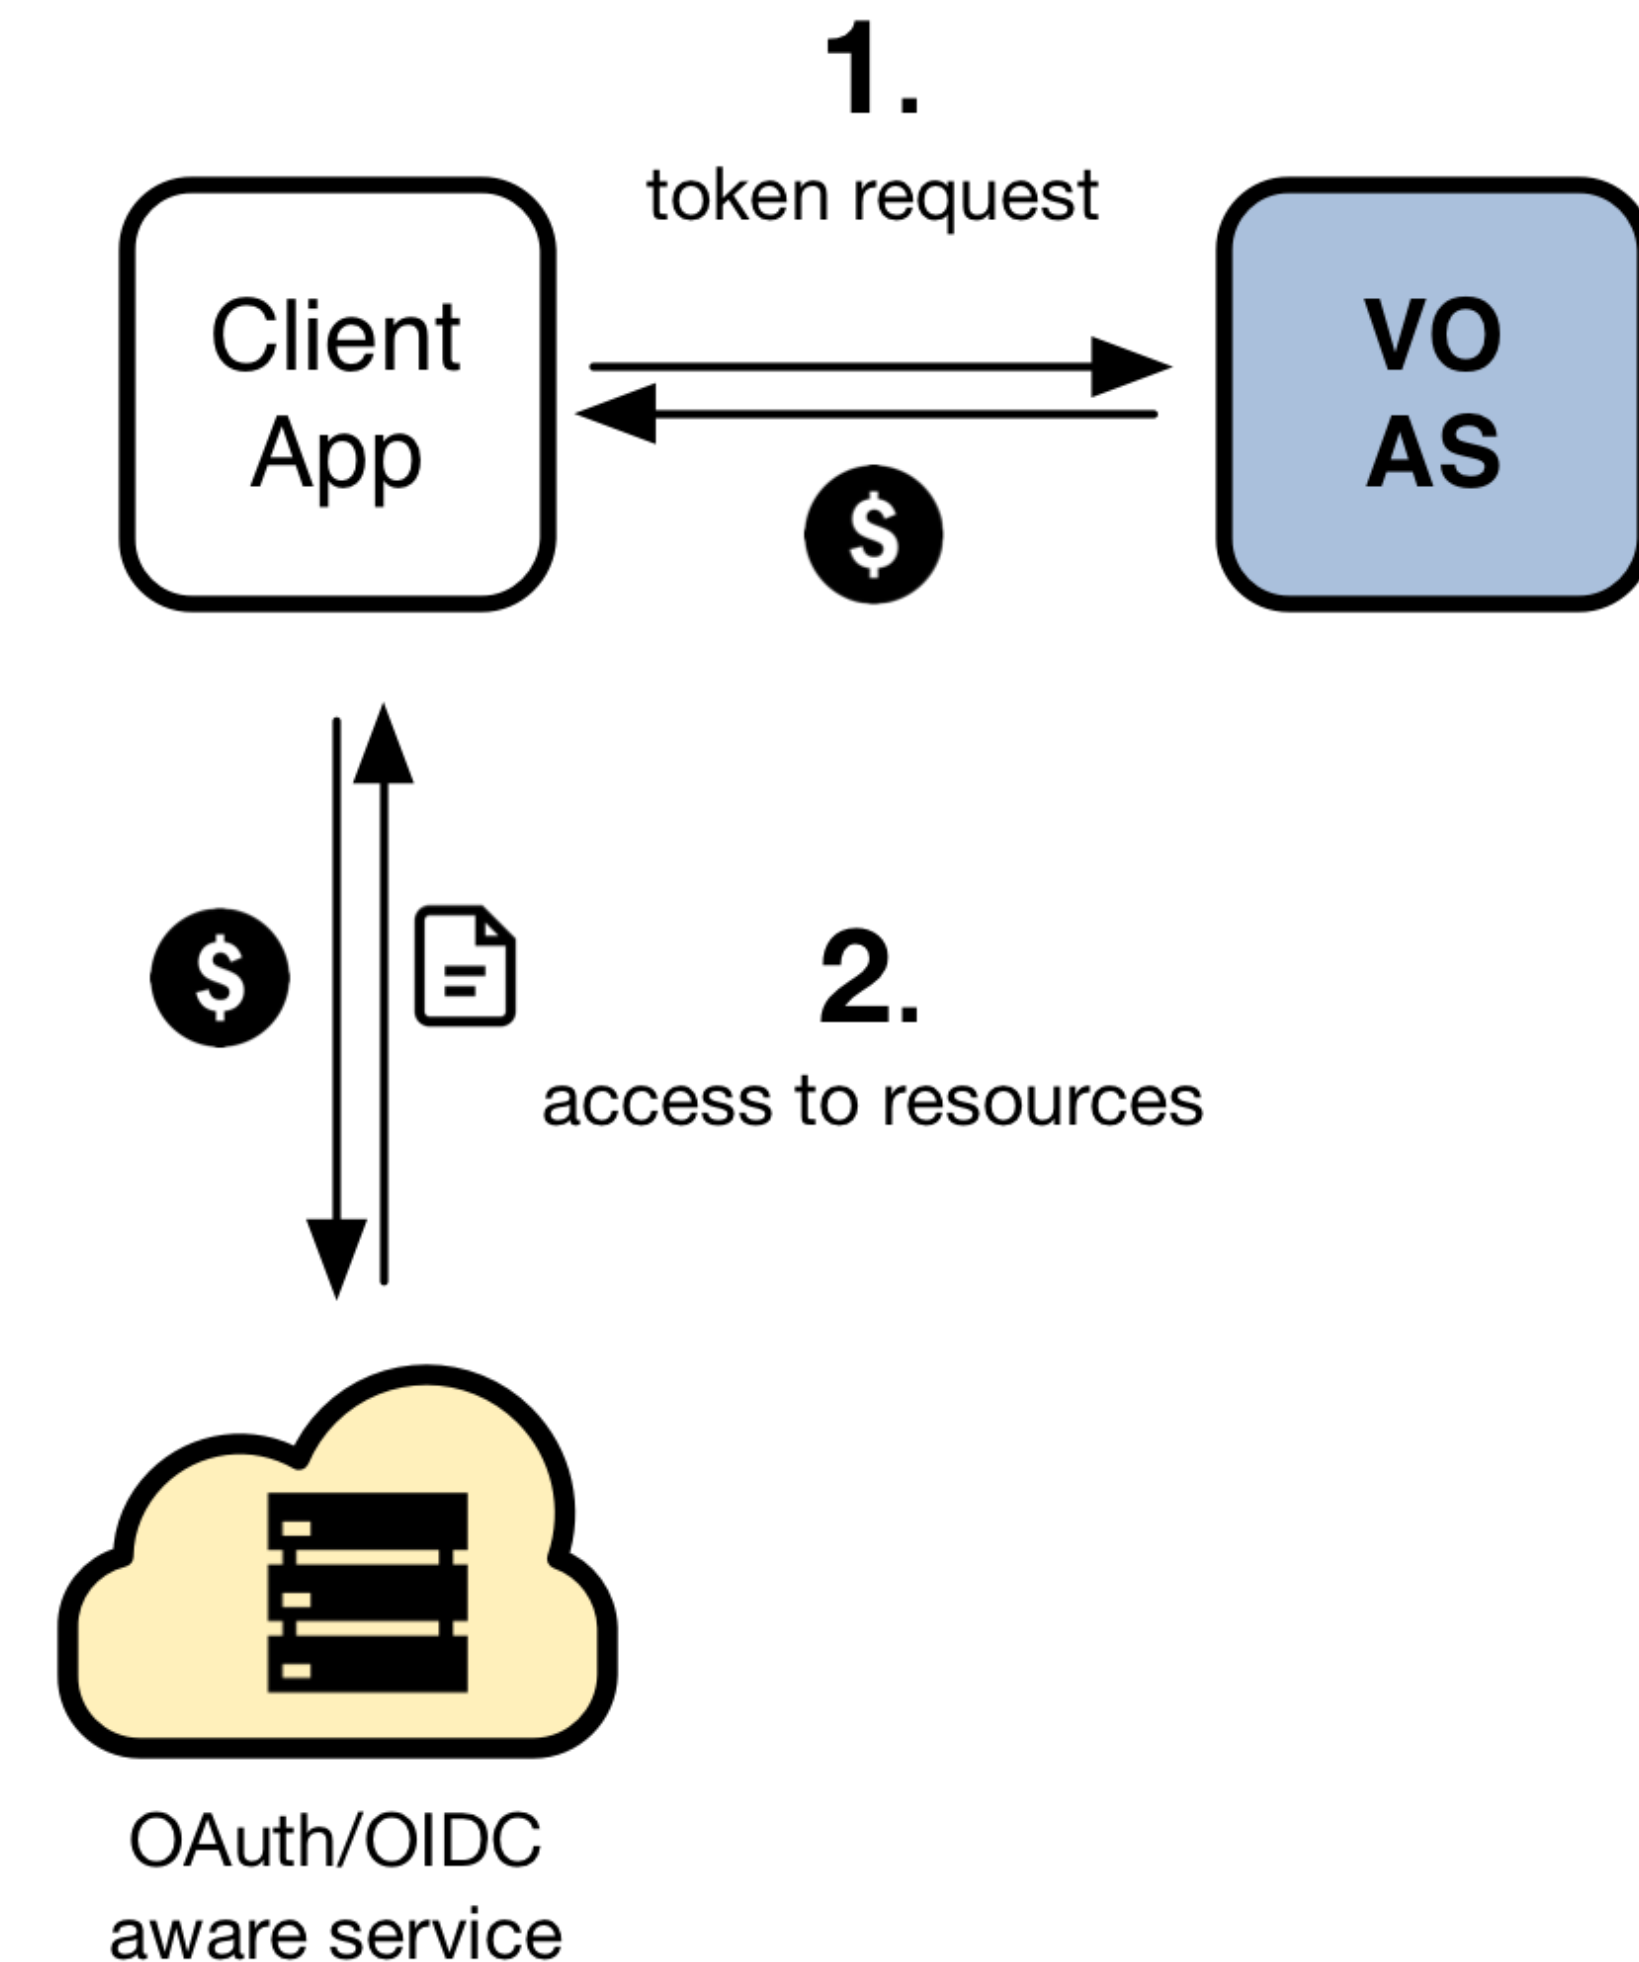 1.
token request
Client
App
VO
AS
$
$
2.
access to resources
OAuth/OIDC
aware service